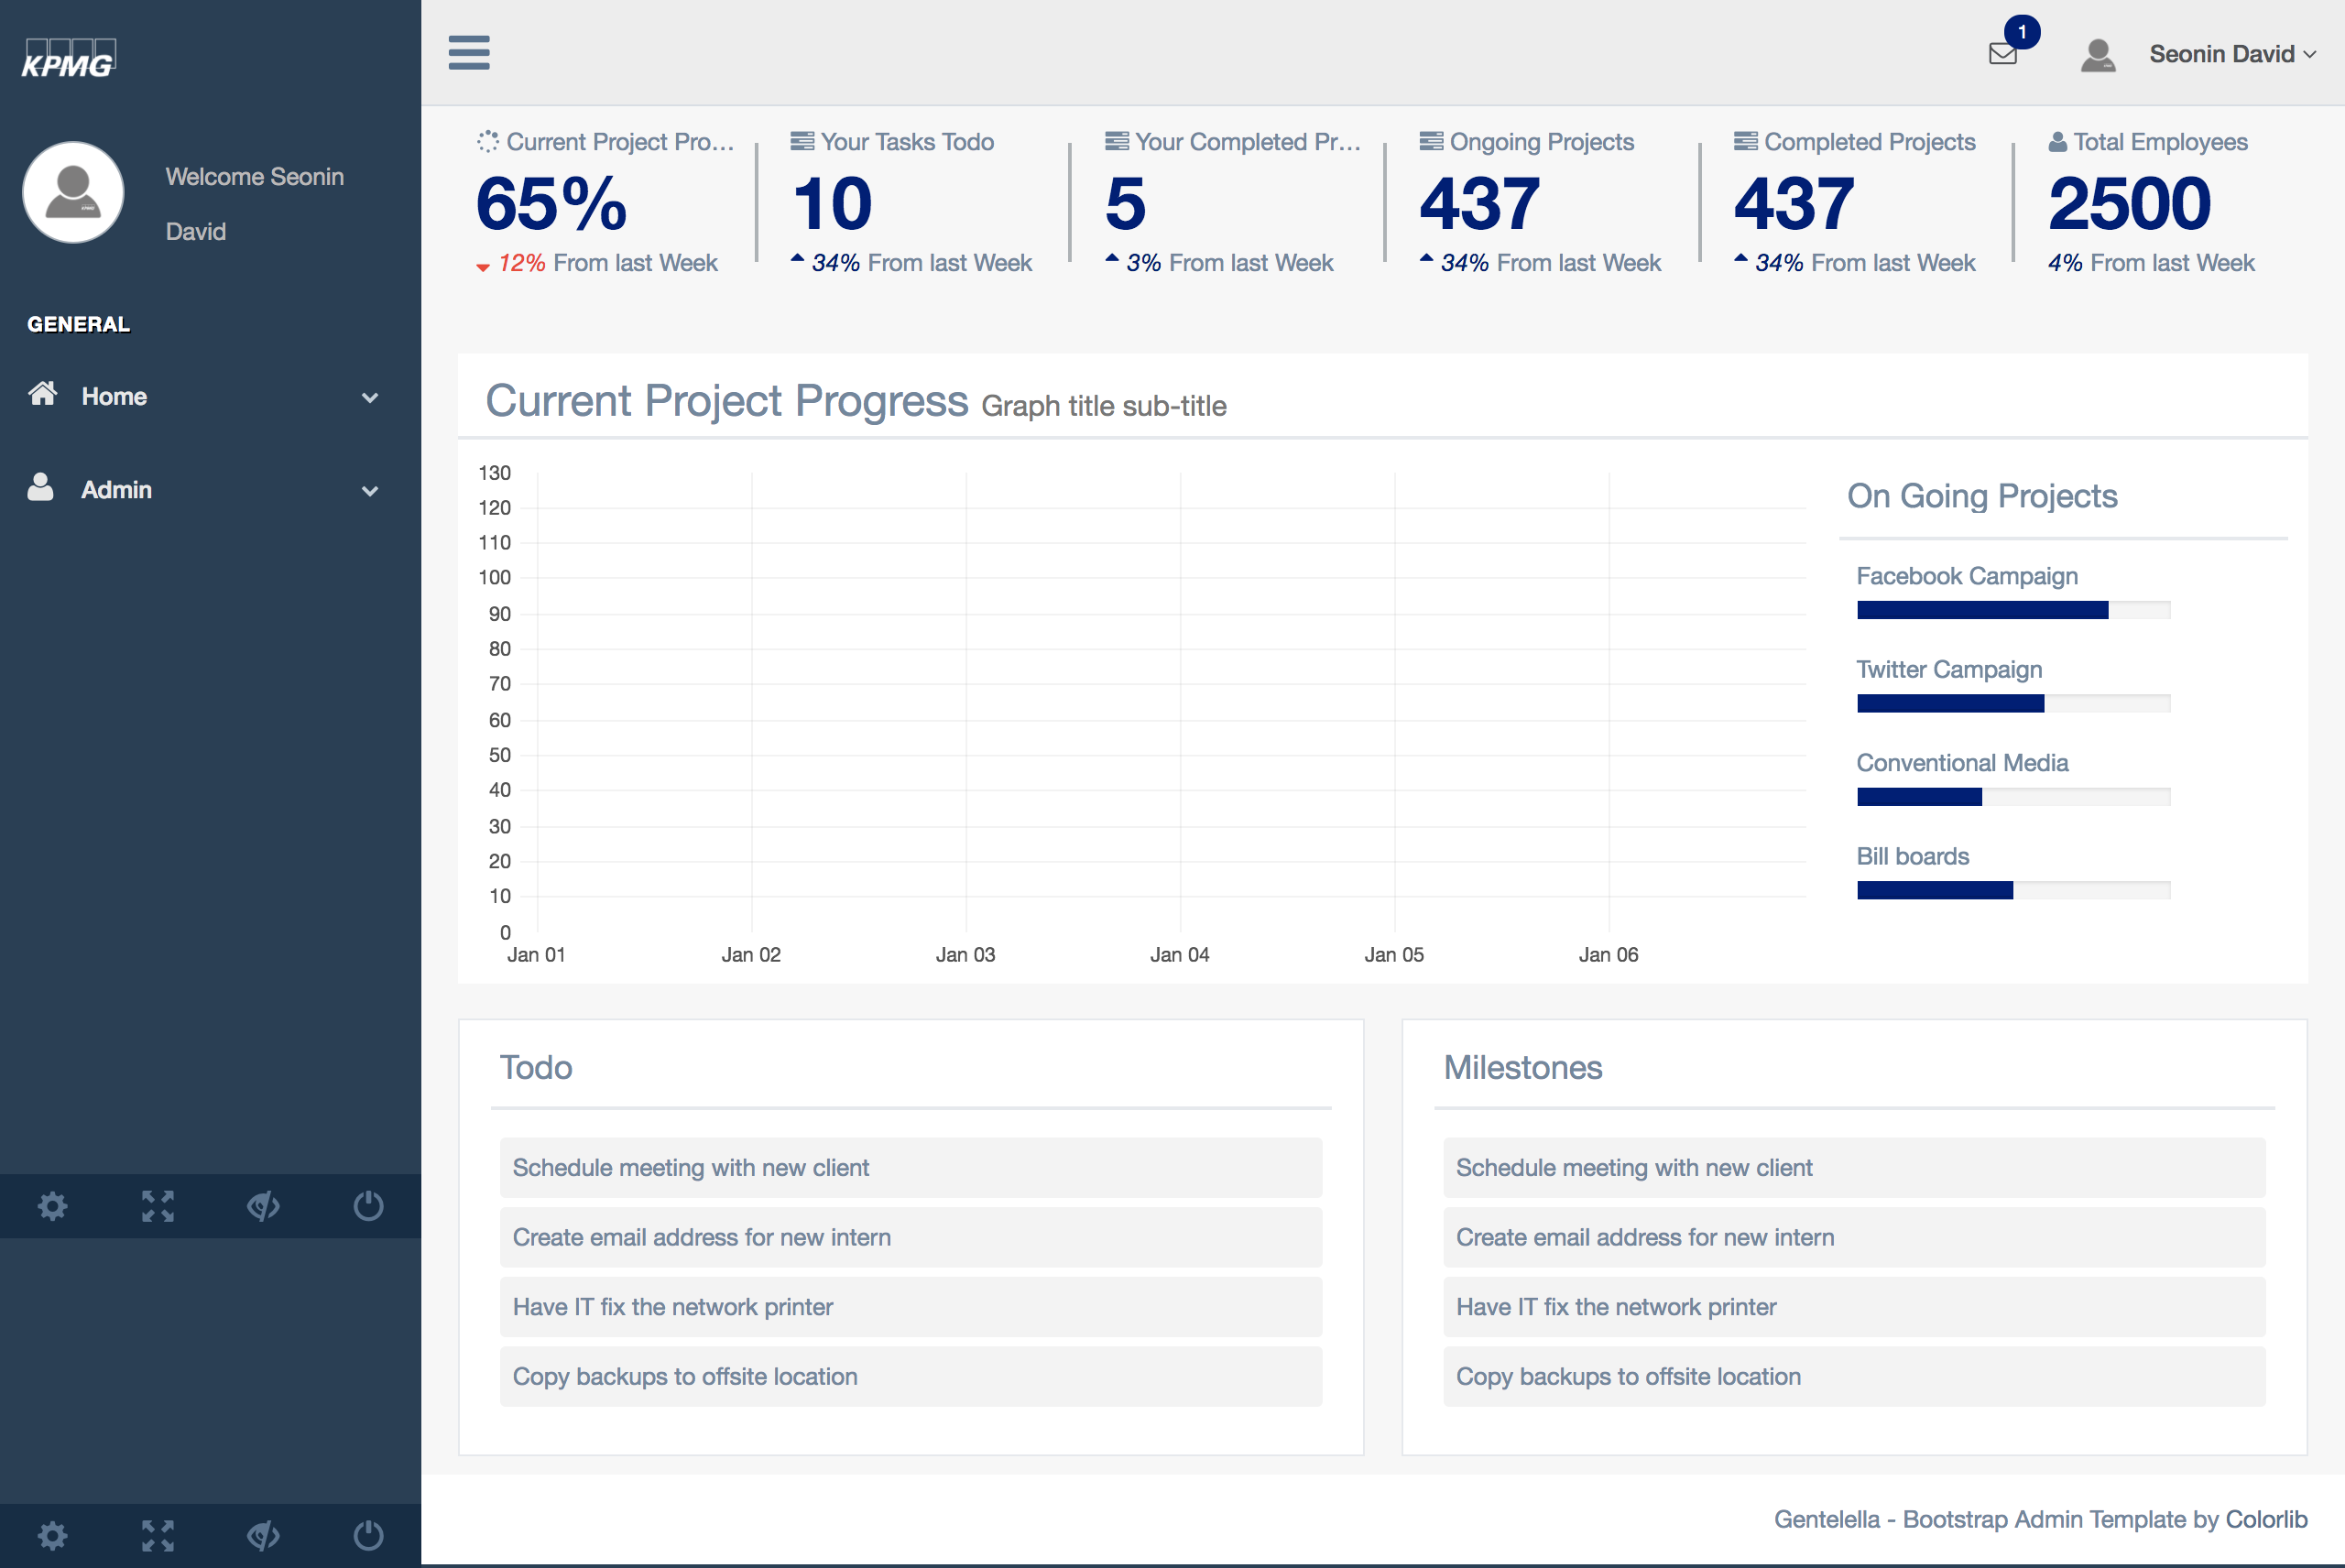 KPMG
1
Seonin David
Welcome Seonin
David
GENERAL
Home
Admin
Current Project Pro...
65%
12% From last Week
Your Tasks Todo
10
34% From last Week
Your Completed Pr...
5
3% From last Week
Ongoing Projects
437
34% From last Week
Completed Projects
437
34% From last Week
Total Employees
2500
4% From last Week
Current Project Progress Graph title sub-title
130
120
110
100
90
80
70
60
50
40
30
20
10
0
Jan 01 Jan 02 Jan 03 Jan 04 Jan 05 Jan 06
On Going Projects
Facebook Campaign
Twitter Campaign
Conventional Media
Bill boards
Todo
Schedule meeting with new client
Create email address for new intern
Have IT fix the network printer
Copy backups to offsite location
Milestones
Schedule meeting with new client
Create email address for new intern
Have IT fix the network printer
Copy backups to offsite location
Gentelella - Bootstrap Admin Template by Colorlib